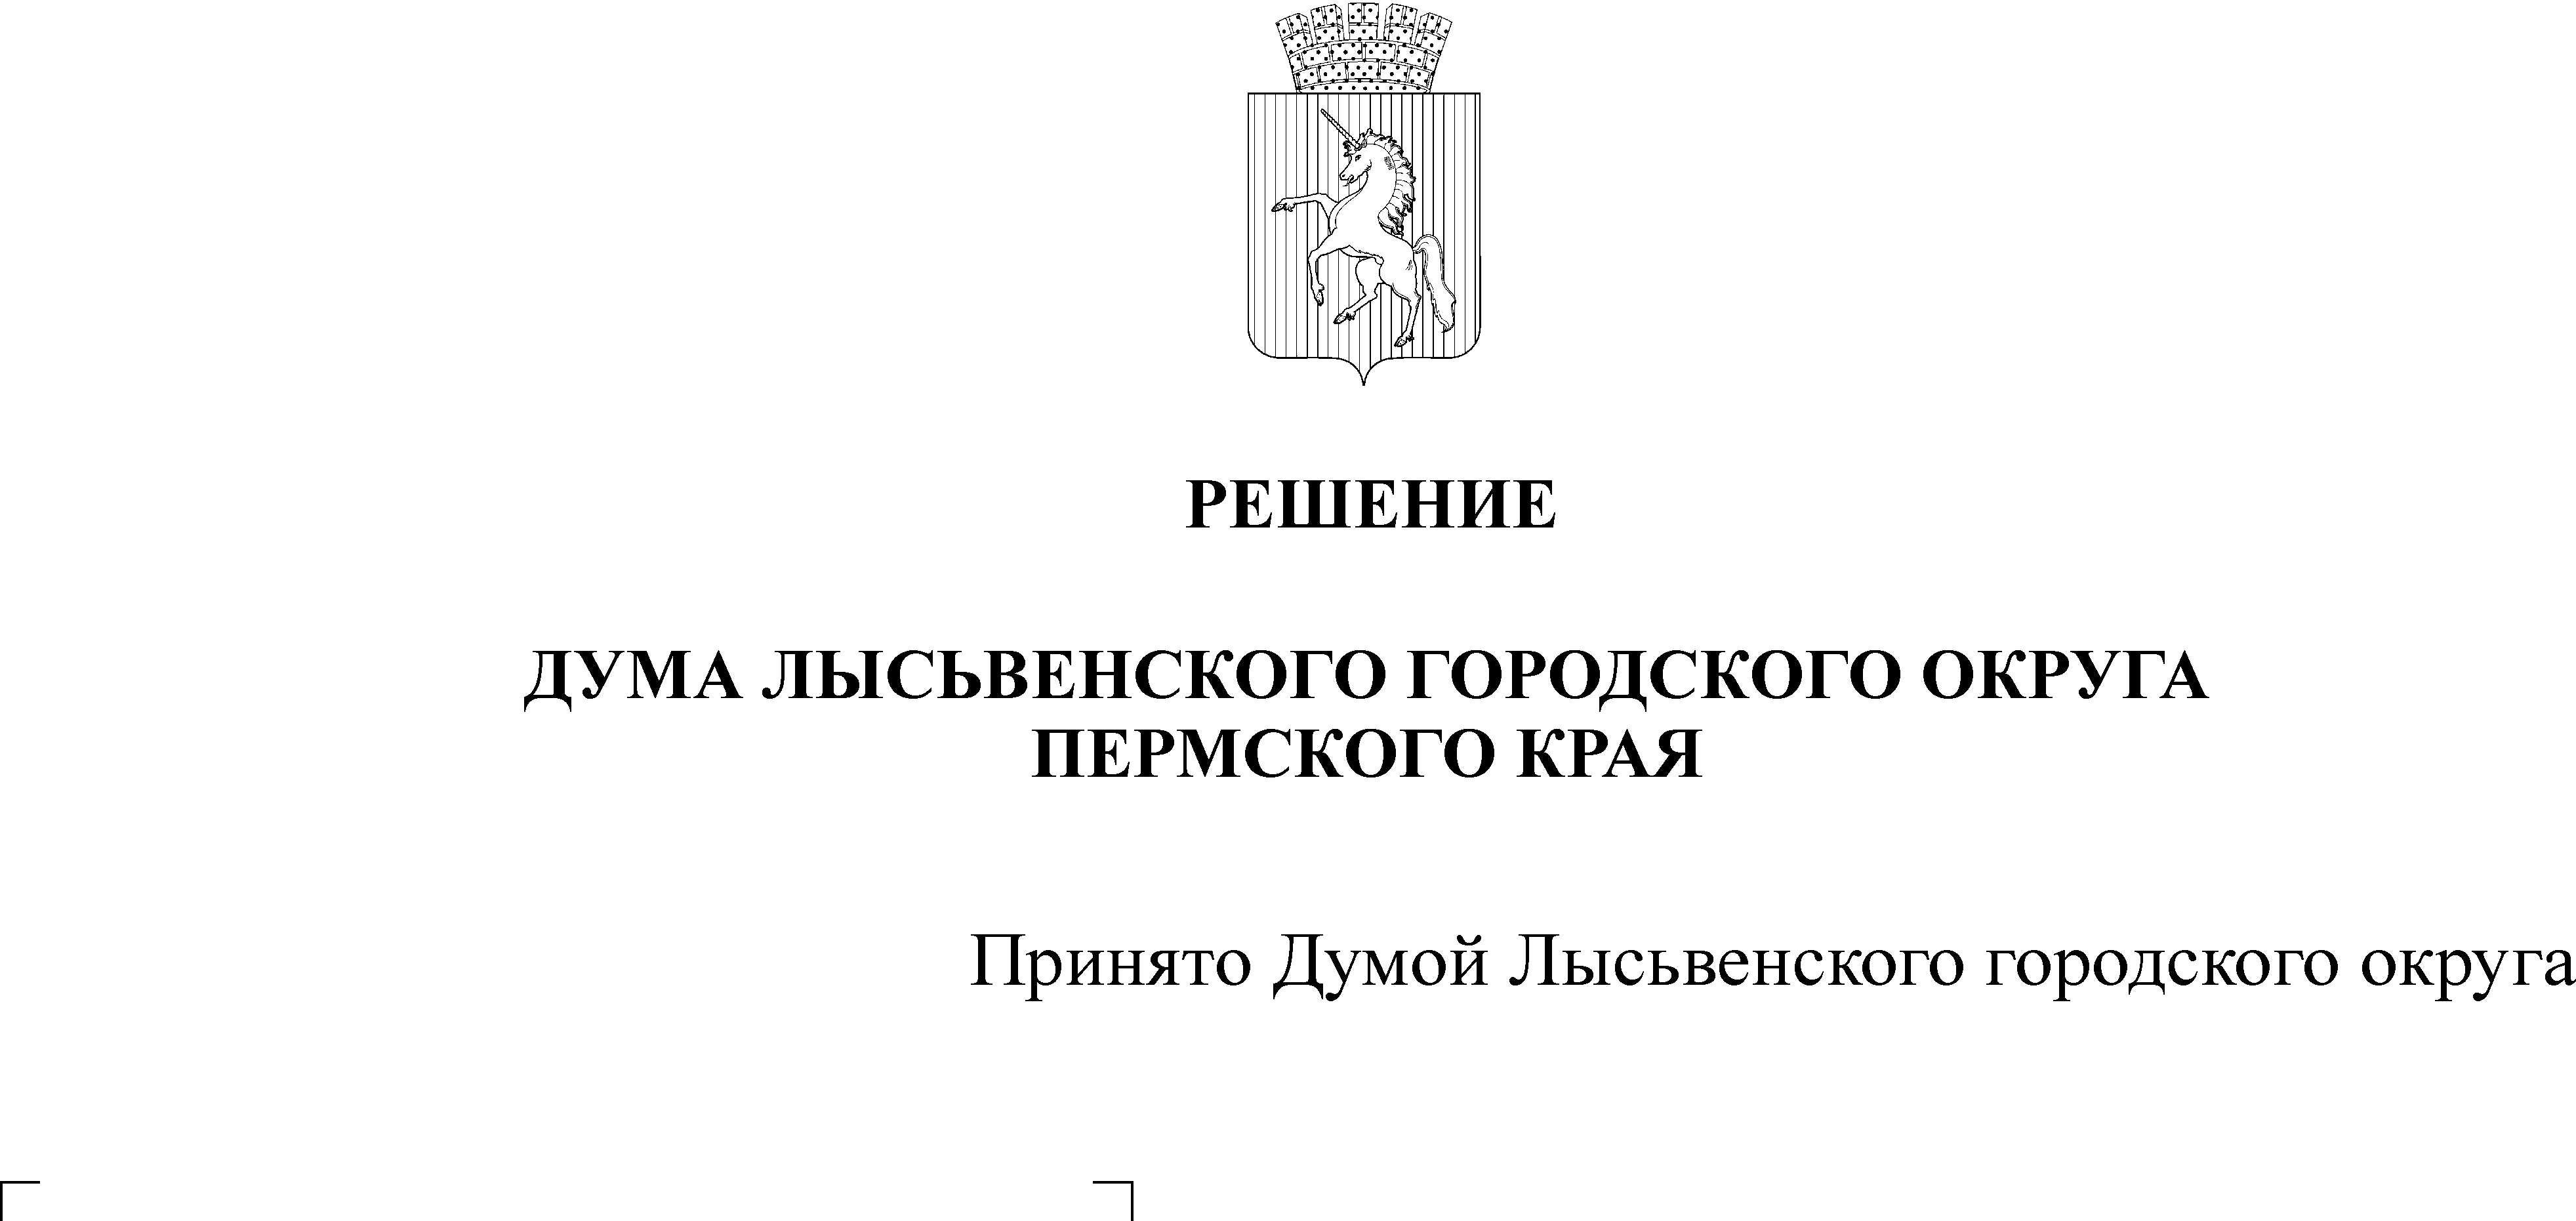 РЕШЕНИЕ
ДУМА ЛЫСЬВЕНСКОГО ГОРОДСКОГО ОКРУГА
ПЕРМСКОГО КРАЯ
Принято Думой Лысьвенского городского округа